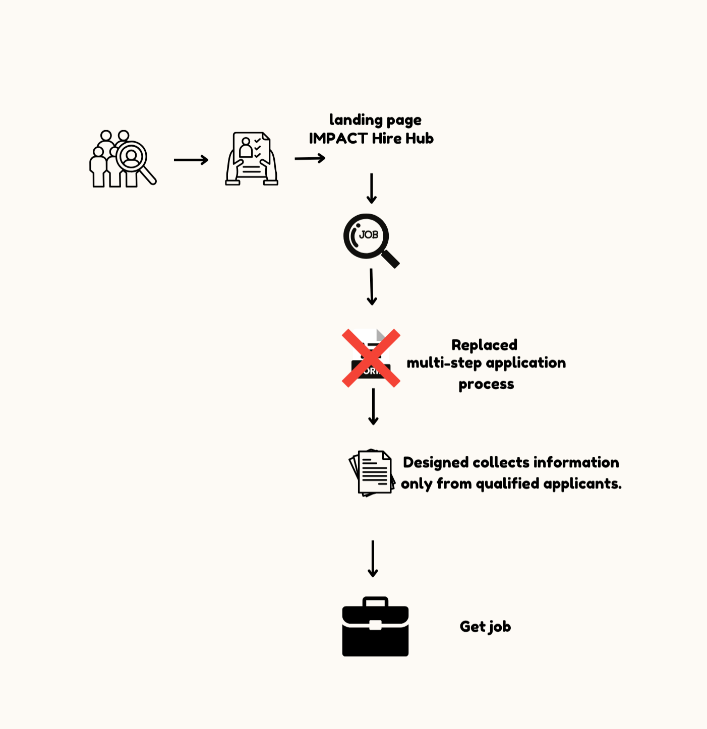 landing page
IMPACT Hire Hub
JOB
Replaced
multi-step application
process
Designed collects information
only from qualified applicants.
Get job